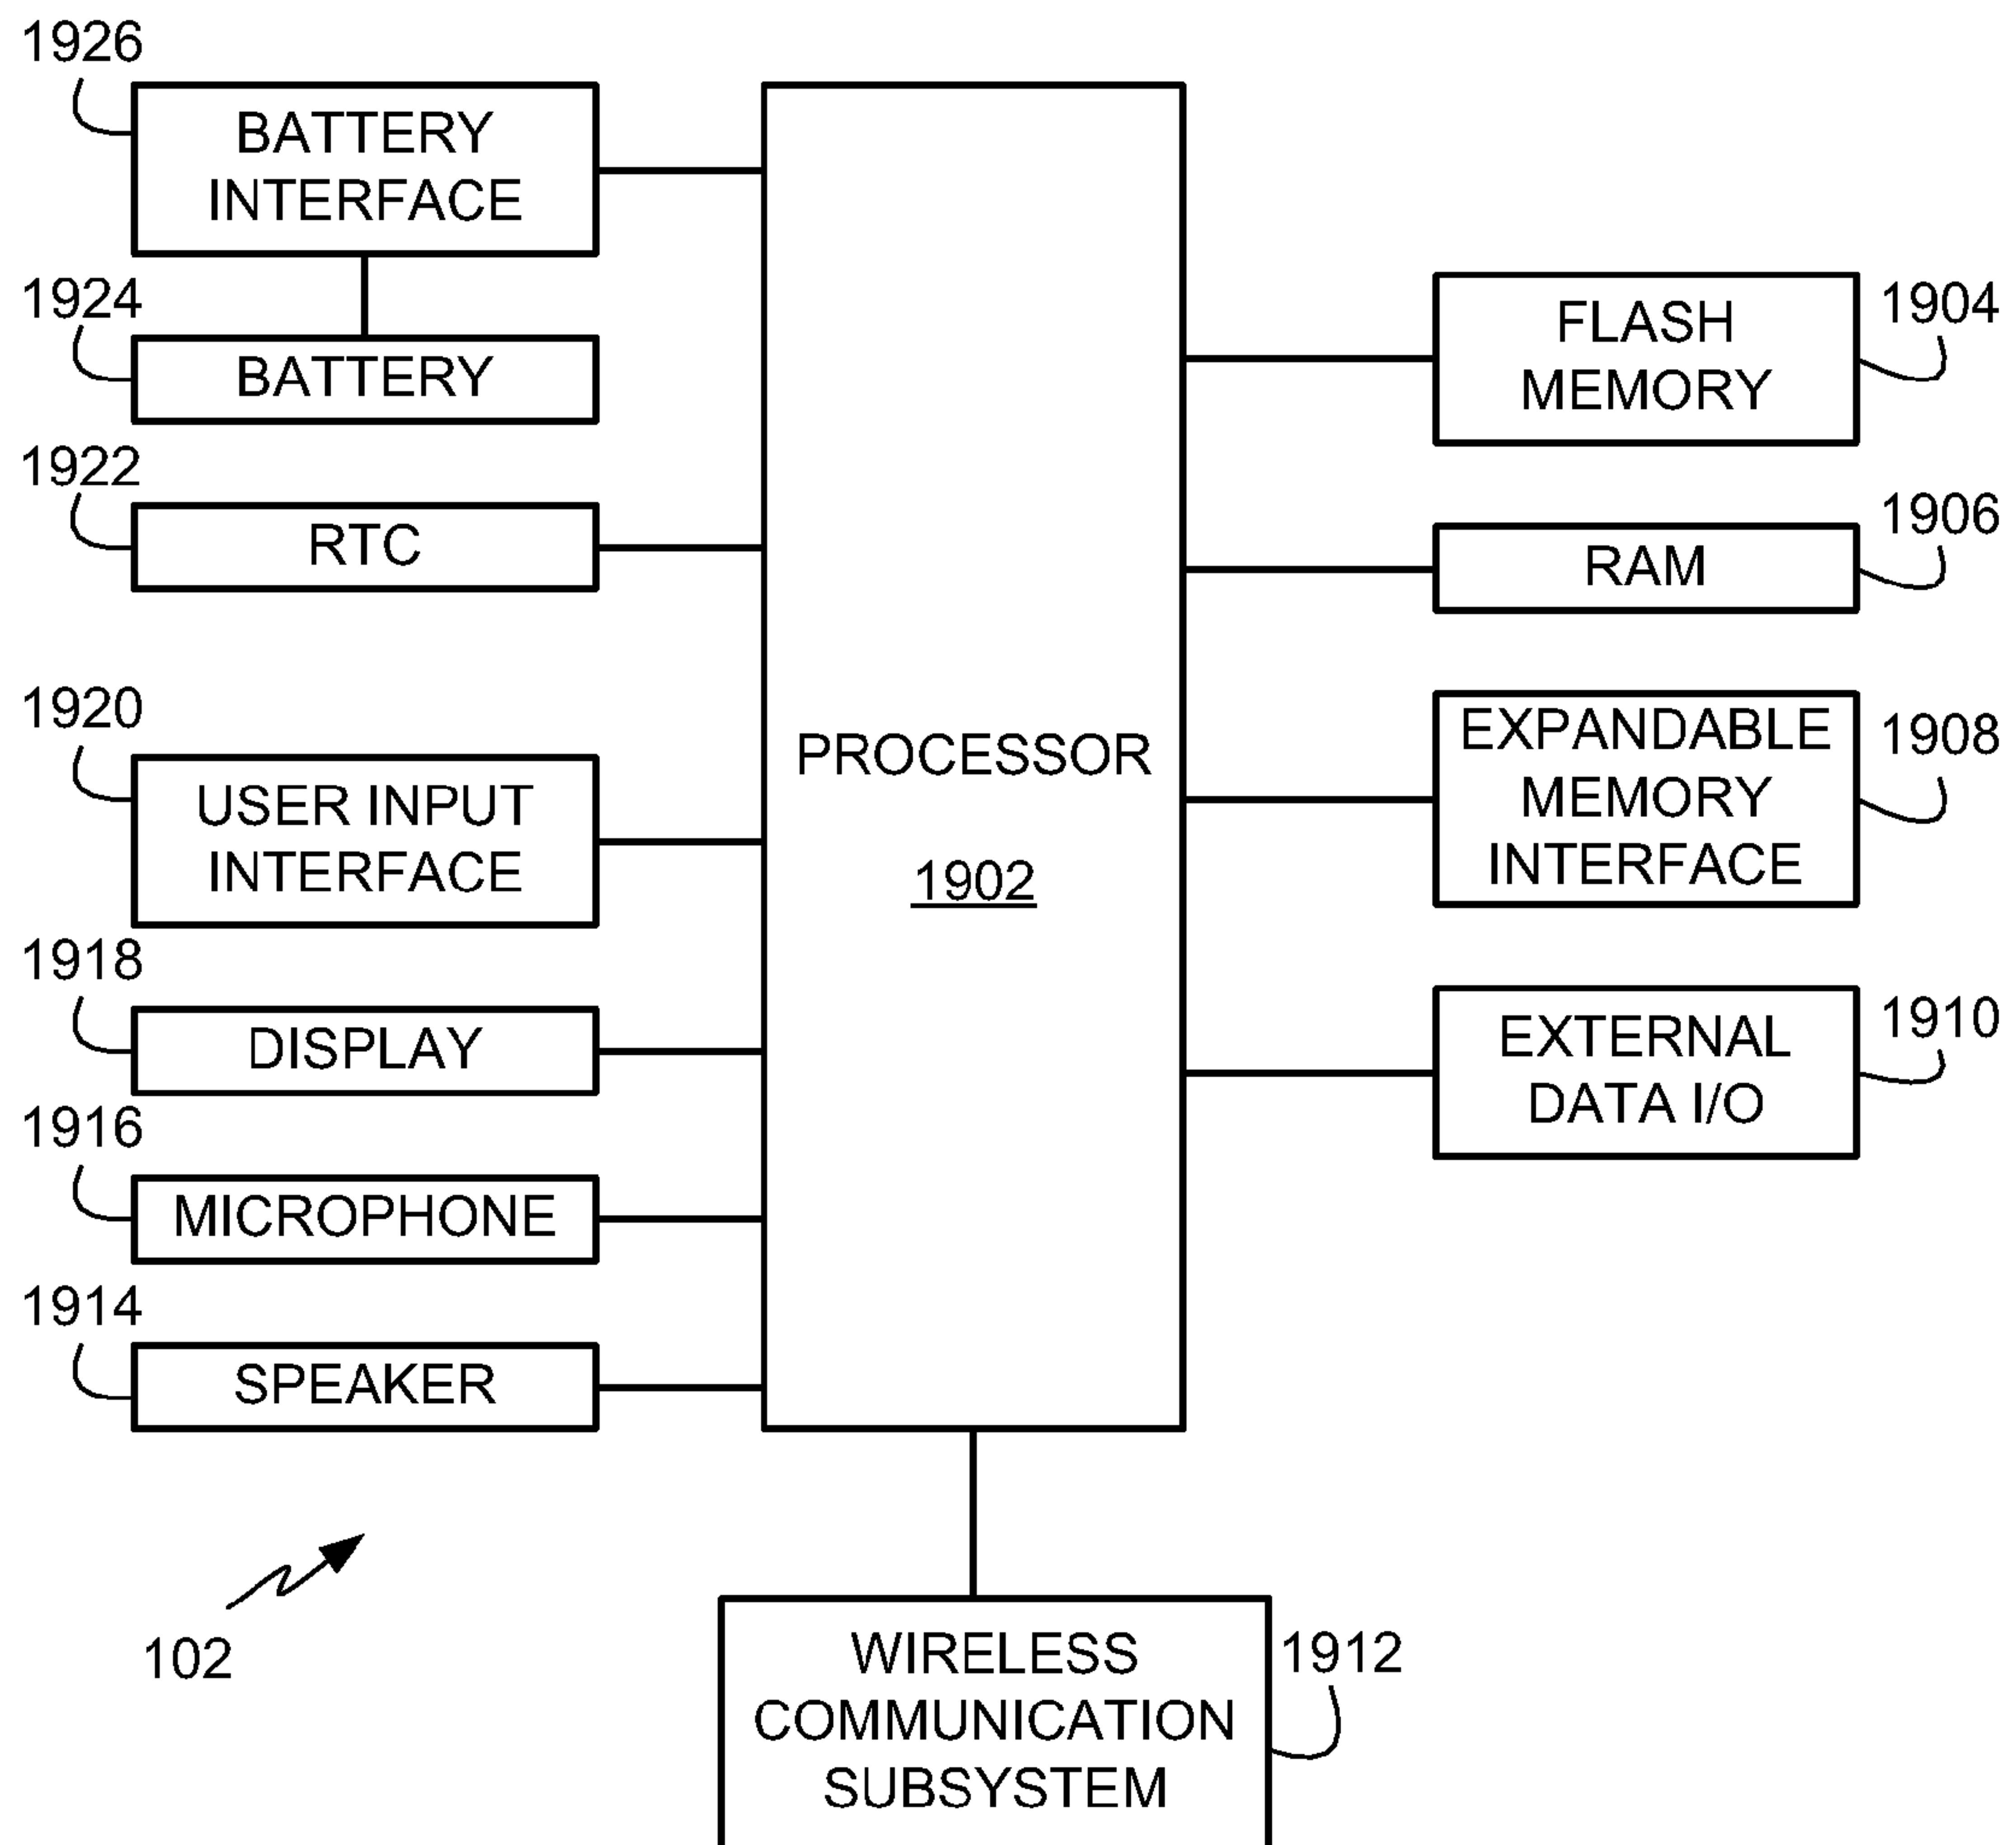 1926
BATTERY
INTERFACE
1924
BATTERY
1922
RTC
1920
USER INPUT
INTERFACE
1918
DISPLAY
1916
MICROPHONE
1914
SPEAKER
PROCESSOR
1902
FLASH
MEMORY
1904
RAM
1906
EXPANDABLE
MEMORY
INTERFACE
1908
EXTERNAL
DATA I/O
1910
102
WIRELESS
COMMUNICATION
SUBSYSTEM
1912